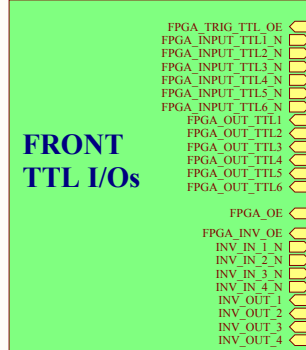 FPGA_TRIG_TTL_OE
FPGA_INPUT_TTL1_N
FPGA_INPUT_TTL2_N
FPGA_INPUT_TTL3_N
FPGA_INPUT_TTL4_N
FPGA_INPUT_TTL5_N
FPGA_INPUT_TTL6_N
FPGA_OUT_TTL1
FPGA_OUT_TTL2
FPGA_OUT_TTL3
FPGA_OUT_TTL4
FPGA_OUT_TTL5
FPGA_OUT_TTL6
FRONT
TTL I/Os
FPGA_OE
FPGA_INV_OE
INV_IN_1_N
INV_IN_2_N
INV_IN_3_N
INV_IN_4_N
INV_OUT_1
INV_OUT_2
INV_OUT_3
INV_OUT_4